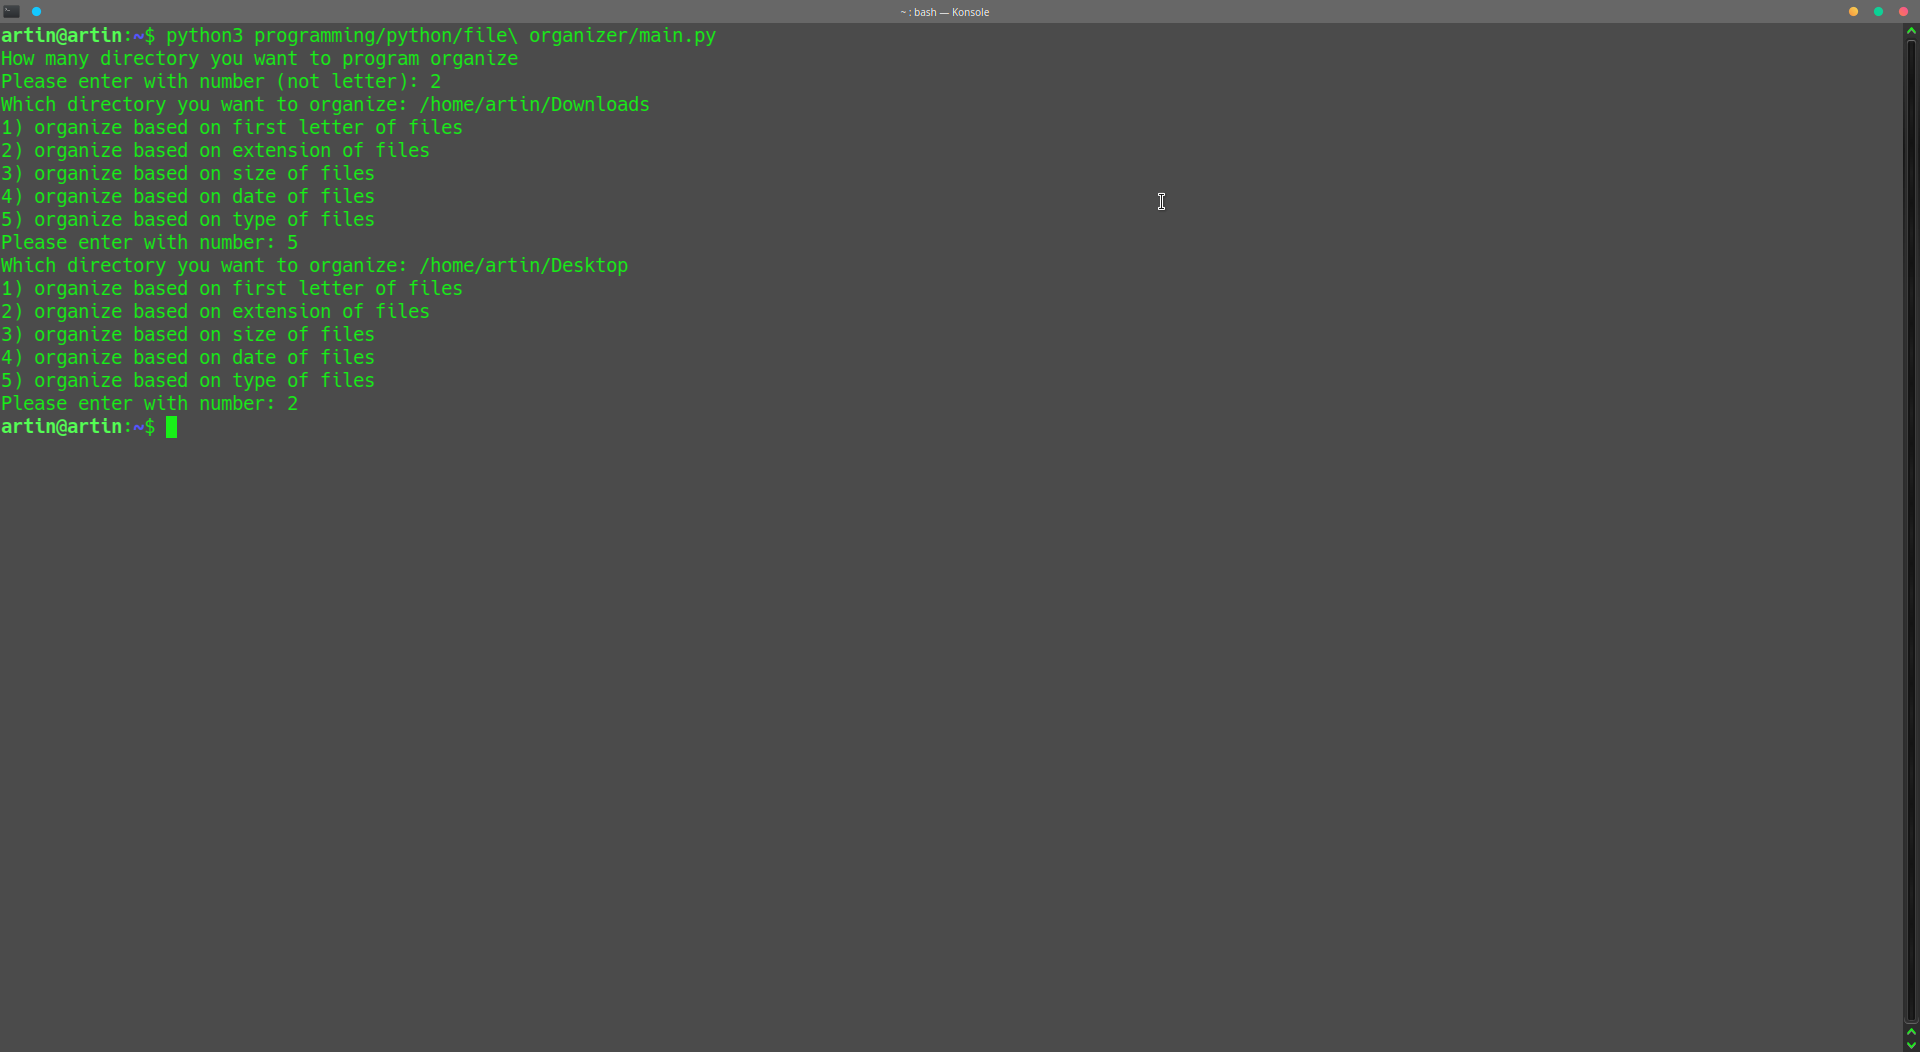 ~ : bash — Konsole
artin@artin:~$ python3 programming/python/file\ organizer/main.py
How many directory you want to program organize
Please enter with number (not letter): 2
Which directory you want to organize: /home/artin/Downloads
1) organize based on first letter of files
2) organize based on extension of files
3) organize based on size of files
4) organize based on date of files
5) organize based on type of files
Please enter with number: 5
Which directory you want to organize: /home/artin/Desktop
1) organize based on first letter of files
2) organize based on extension of files
3) organize based on size of files
4) organize based on date of files
5) organize based on type of files
Please enter with number: 2
artin@artin:~$